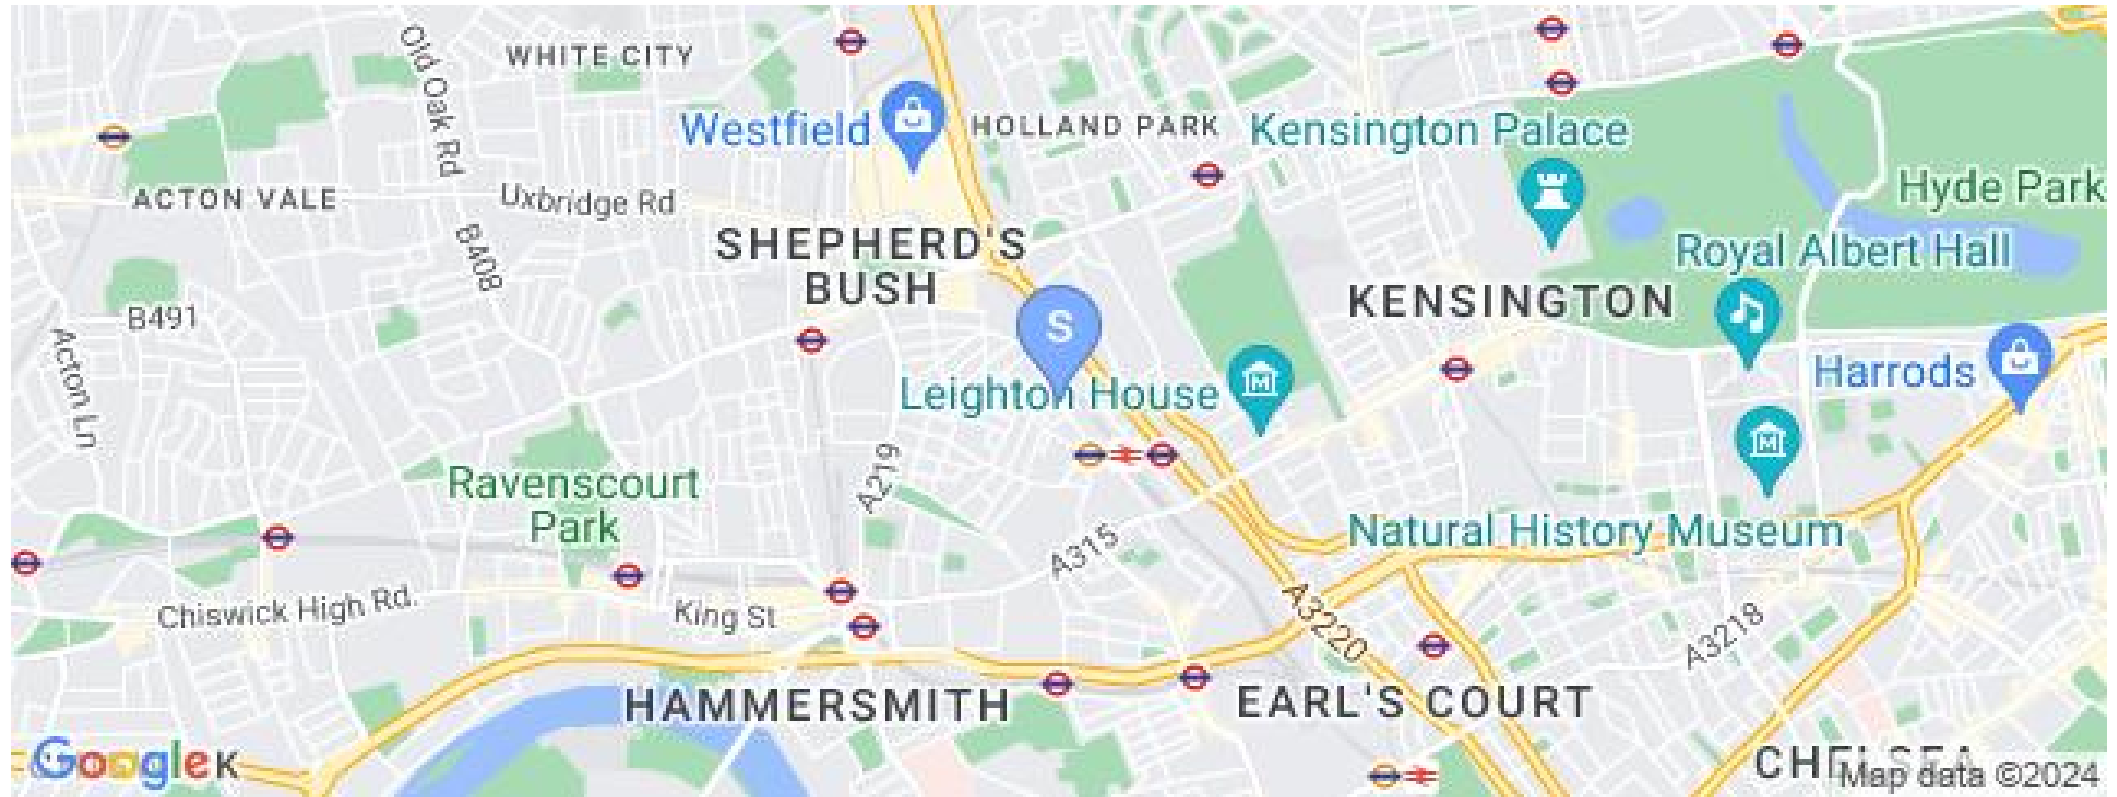 Old Oak Rd
WHITE CITY
Westfield
HOLLAND PARK
Kensington Palace
ACTON VALE
Uxbridge Rd
Hyde Park
B408
SHEPHERD'S
BUSH
Royal Albert Hall
B491
S
KENSINGTON
Acton Ln
Leighton House
Harrods
A219
Ravenscourt
Park
Natural History Museum
A315
Chiswick High Rd.
King St
A3220
A3218
HAMMERSMITH
EARL'S COURT
Google
K
CHELSEA
Map data ©2024